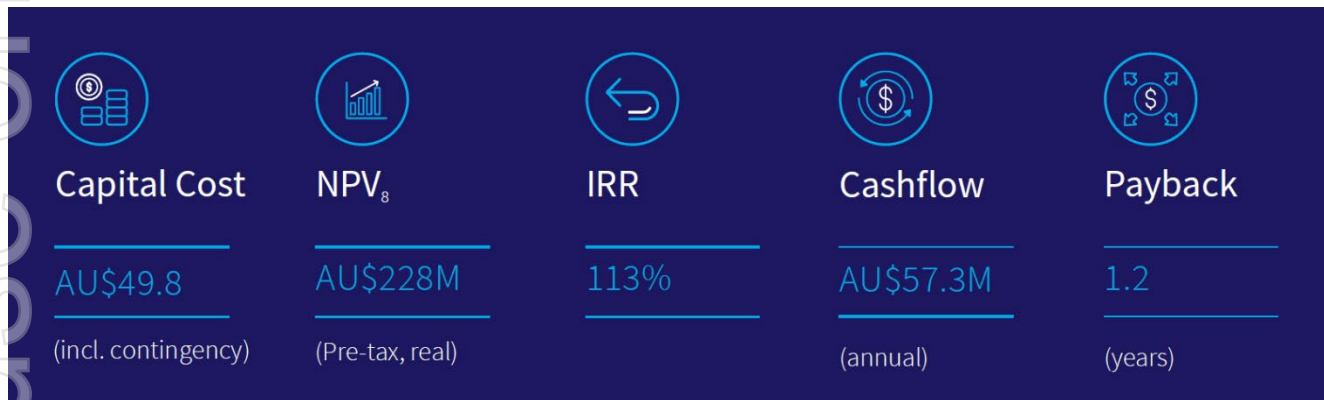 Capital Cost
NPV8
IRR
Cashflow
Payback
AU$49.8
AU$228M
113%
AU$57.3M
1.2
(incl. contingency)
(Pre-tax, real)
(annual)
(years)